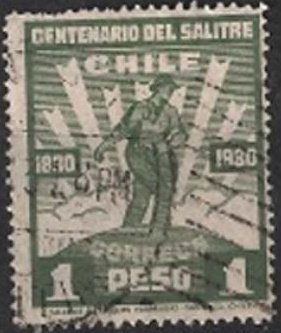 CENTENARIO DEL SALITRE
CHILE
1830 1930
CORREOS
1 PESO 1